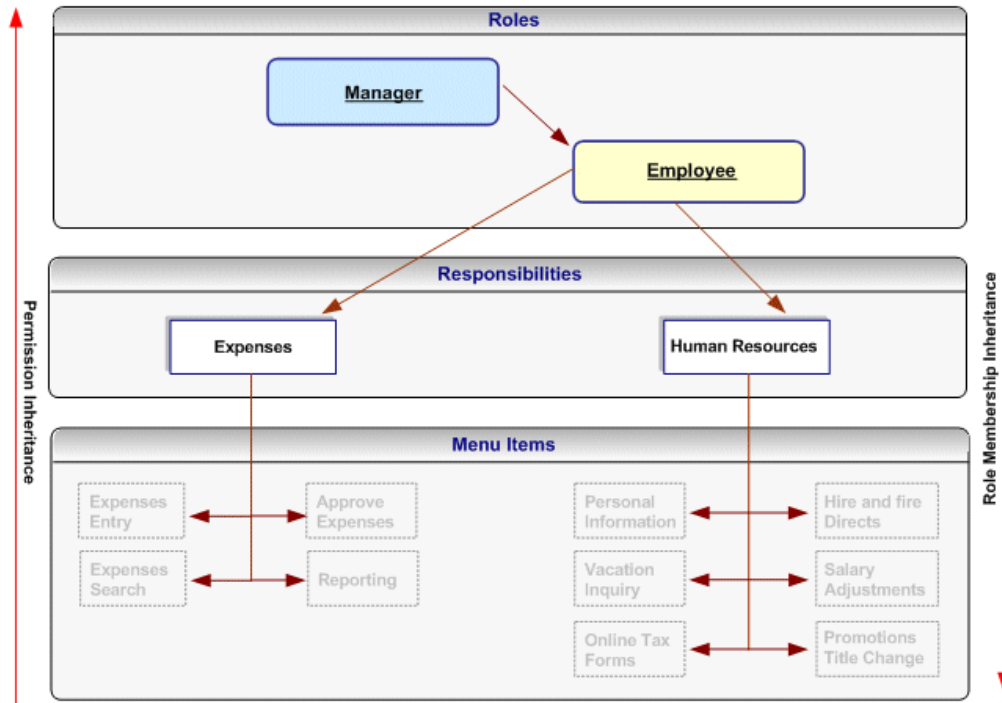 Roles
Manager
Employee
Responsibilities
Expenses
Human Resources
Menu Items
Expenses
Entry
Approve
Expenses
Personal
Information
Hire and fire
Directs
Expenses
Search
Reporting
Vacation
Inquiry
Salary
Adjustments
Online Tax
Forms
Promotions
Title Change
Permission Inheritance
Role Membership Inheritance